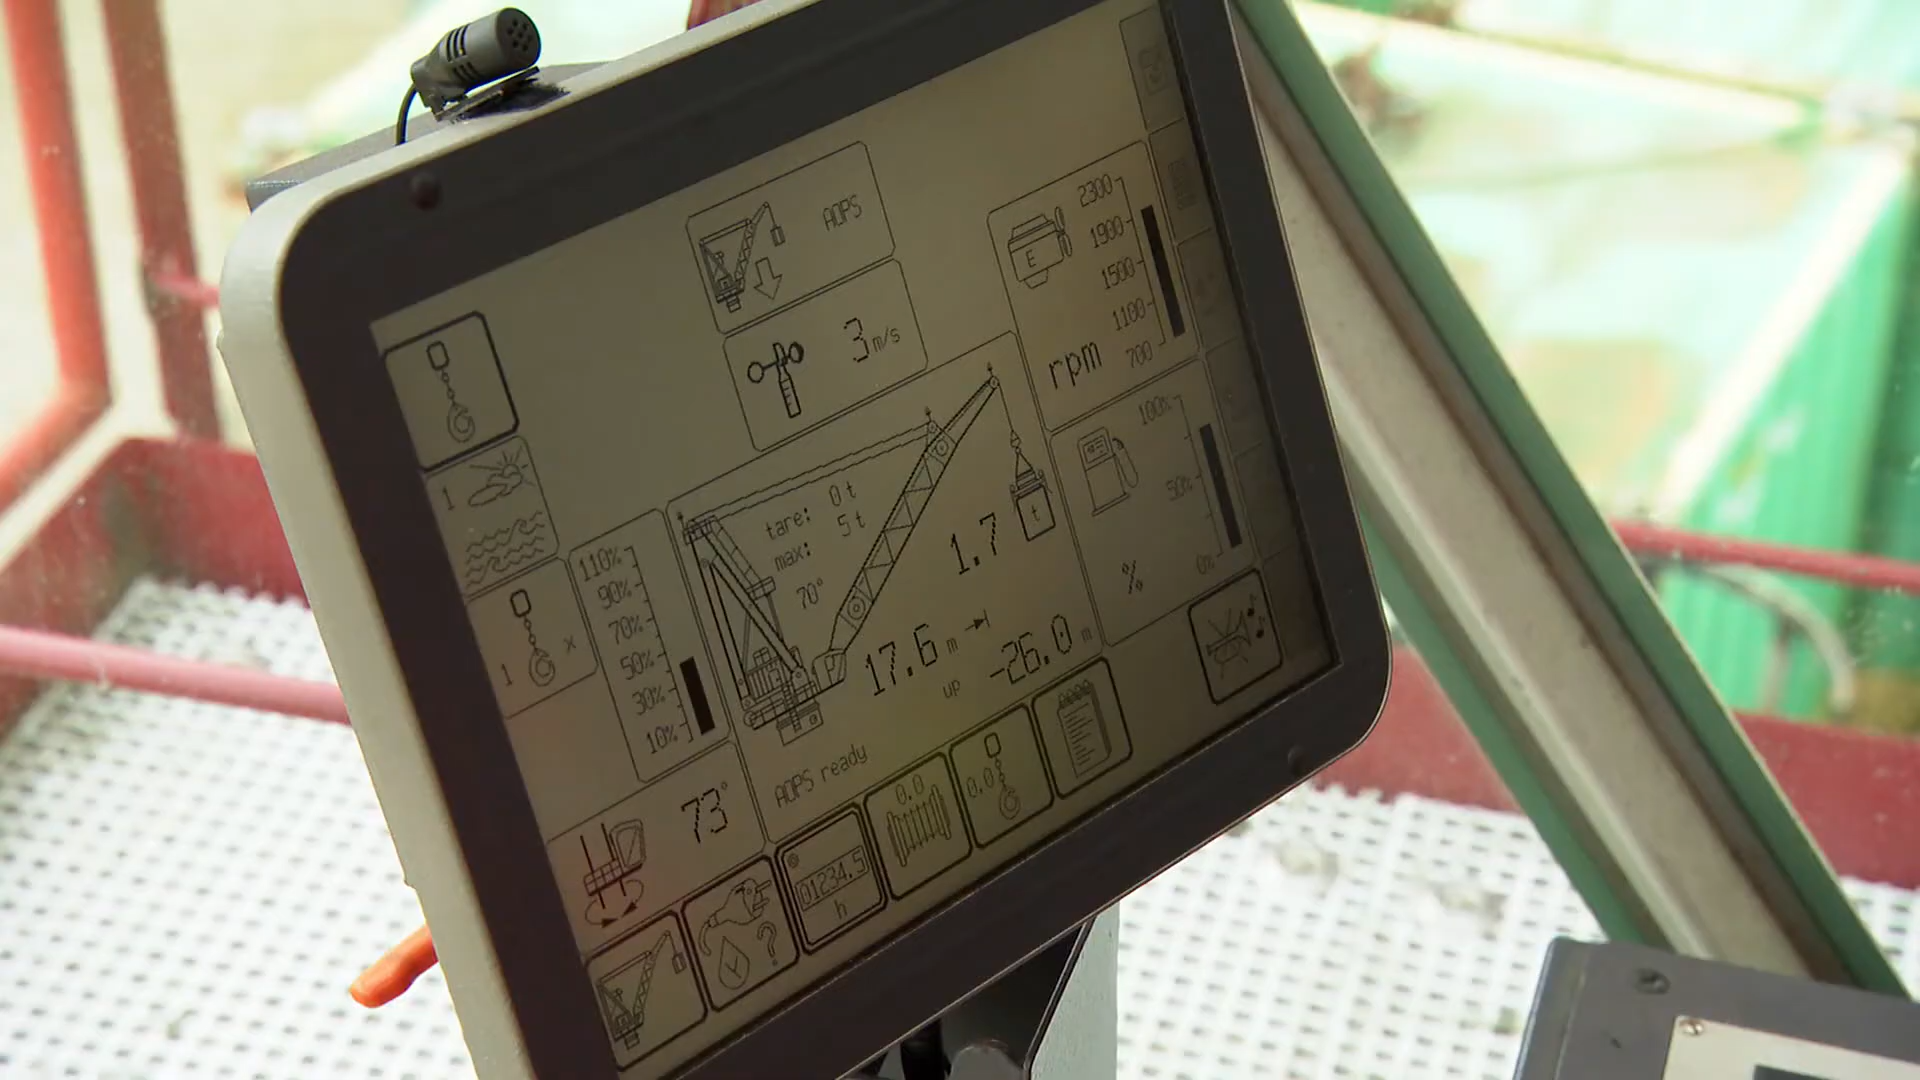 AOPS
3 m/s
E
2300
1900
1500
1100
700
rpm
100%
50%
0%
%
1
1 x
110%
90%
70%
50%
30%
10%
tare: 0 t
max: 5 t
70°
1.7
t
17.6 m
up -26.0 m
AOPS ready
73°
?
01234.5
h
0.0
0.0